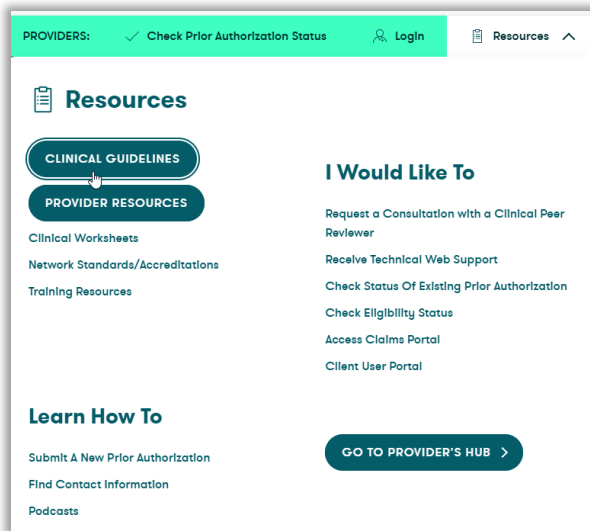 PROVIDERS:
Check Prior Authorization Status
Login
Resources
Resources
CLINICAL GUIDELINES
PROVIDER RESOURCES
Clinical Worksheets
Network Standards/Accreditations
Training Resources
I Would Like To
Request a Consultation with a Clinical Peer
Reviewer
Receive Technical Web Support
Check Status Of Existing Prior Authorization
Check Eligibility Status
Access Claims Portal
Client User Portal
Learn How To
Submit A New Prior Authorization
Find Contact Information
Podcasts
GO TO PROVIDER'S HUB